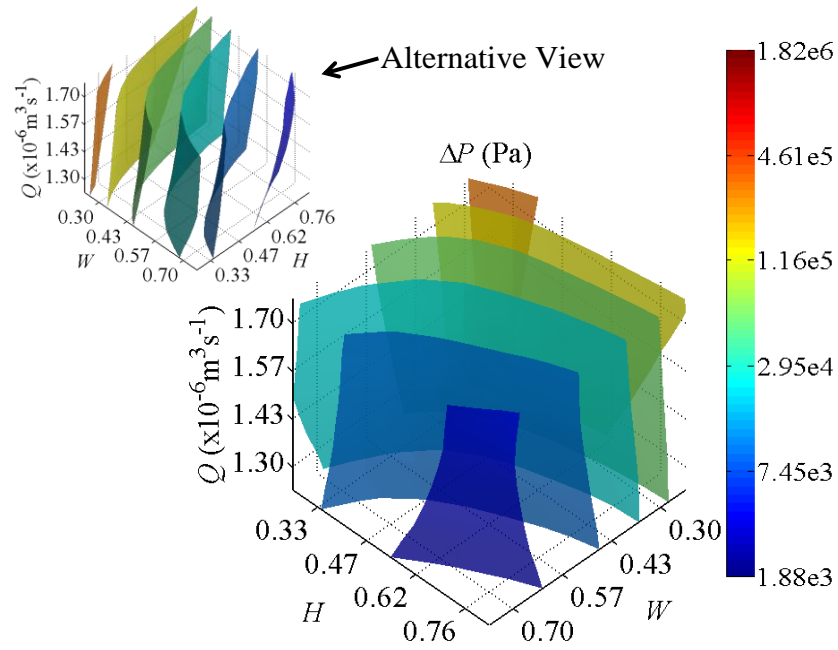 Alternative View
Q (x10-6m3s-1)
1.70
1.57
1.43
1.30
0.30
0.43
0.57
0.70
W
0.33
0.47
0.62
0.76
H
ΔP (Pa)
Q (x10-6m3s-1)
1.70
1.57
1.43
1.30
0.33
0.47
0.62
0.76
H
0.70
0.57
0.43
0.30
W
1.82e6
4.61e5
1.16e5
2.95e4
7.45e3
1.88e3